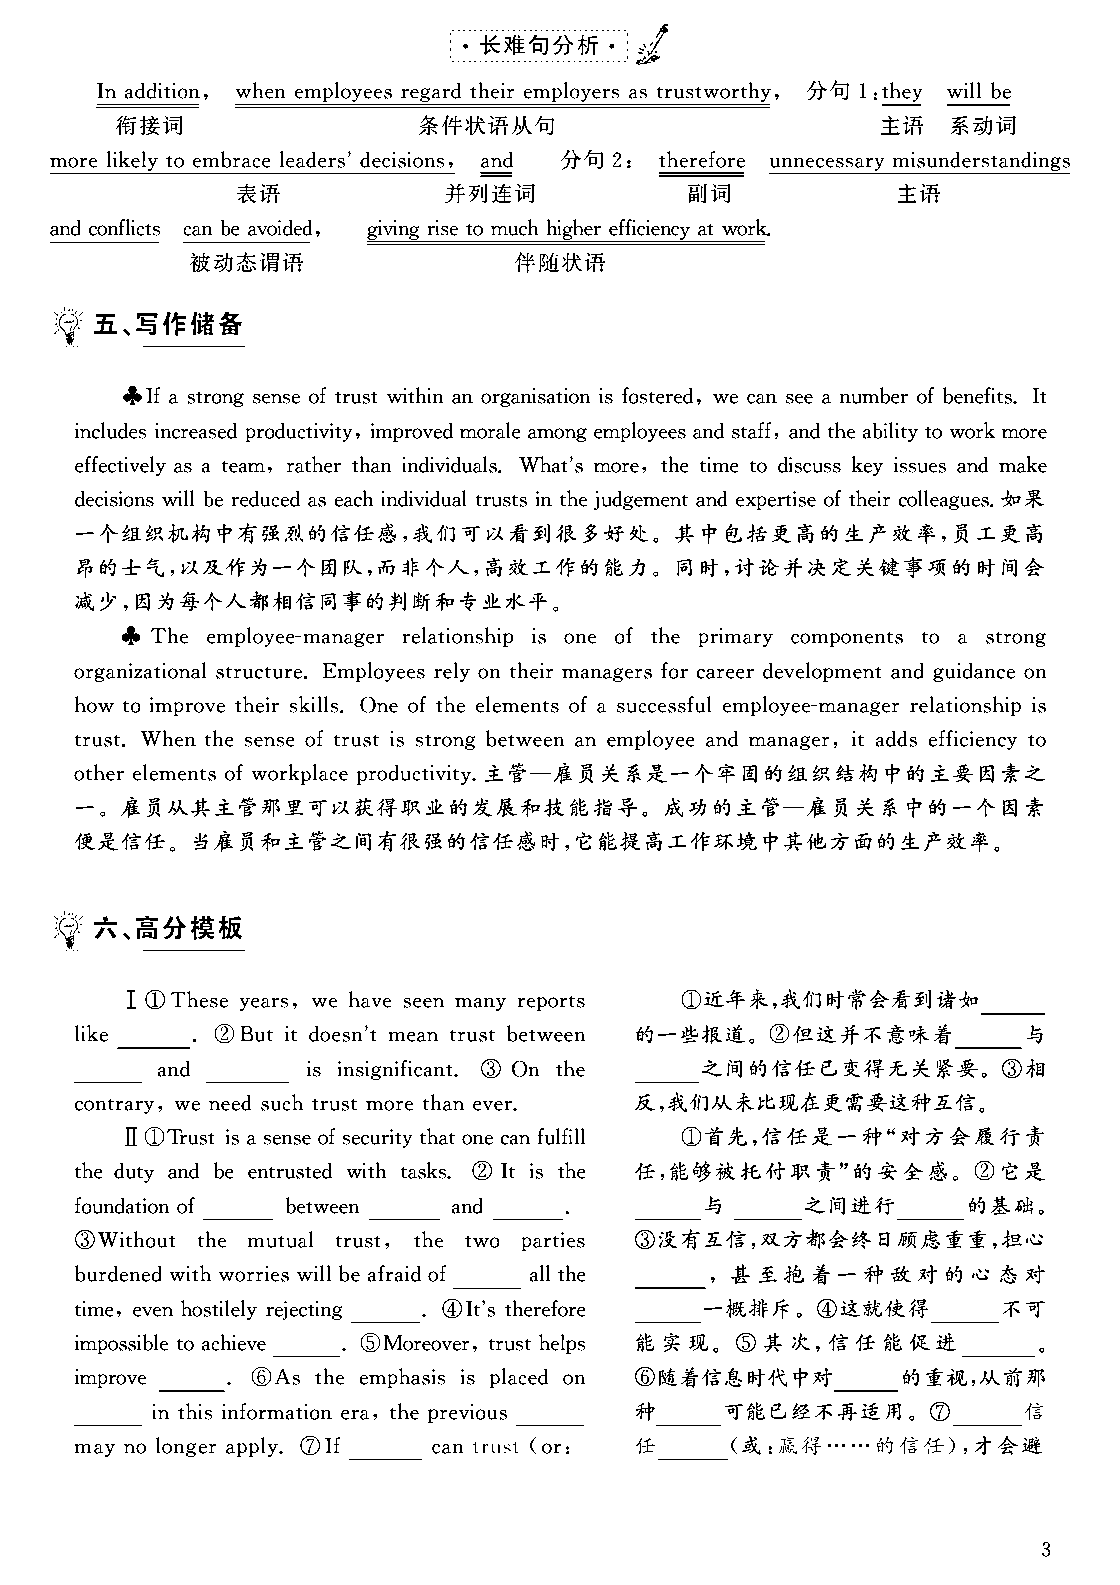 ·长难句分析·
In addition, when employees regard their employers as trustworthy, 分句 1:they will be
衔接词 条件状语从句 主语 系动词
more likely to embrace leaders' decisions, and 分句 2: therefore unnecessary misunderstandings
表语 并列连词 副词 主语
and conflicts can be avoided, giving rise to much higher efficiency at work.
被动态谓语 伴随状语
五、写作储备
♣If a strong sense of trust within an organisation is fostered, we can see a number of benefits. It
includes increased productivity, improved morale among employees and staff, and the ability to work more
effectively as a team, rather than individuals. What's more, the time to discuss key issues and make
decisions will be reduced as each individual trusts in the judgement and expertise of their colleagues. 如果
一个组织机构中有强烈的信任感,我们可以看到很多好处。其中包括更高的生产效率,员工更高
昂的士气,以及作为一个团队,而非个人,高效工作的能力。同时,讨论并决定关键事项的时间会
减少,因为每个人都相信同事的判断和专业水平。
♣ The employee-manager relationship is one of the primary components to a strong
organizational structure. Employees rely on their managers for career development and guidance on
how to improve their skills. One of the elements of a successful employee-manager relationship is
trust. When the sense of trust is strong between an employee and manager, it adds efficiency to
other elements of workplace productivity. 主管—雇员关系是一个牢固的组织结构中的主要因素之
一。雇员从其主管那里可以获得职业的发展和技能指导。成功的主管—雇员关系中的一个因素
便是信任。当雇员和主管之间有很强的信任感时,它能提高工作环境中其他方面的生产效率。
六、高分模板
Ⅰ ①These years, we have seen many reports
like ______. ②But it doesn't mean trust between
______ and ______ is insignificant. ③ On the
contrary, we need such trust more than ever.
Ⅱ ①Trust is a sense of security that one can fulfill
the duty and be entrusted with tasks. ② It is the
foundation of ______ between ______ and ______.
③Without the mutual trust, the two parties
burdened with worries will be afraid of ______ all the
time, even hostilely rejecting ______. ④It's therefore
impossible to achieve ______. ⑤Moreover, trust helps
improve ______. ⑥As the emphasis is placed on
______ in this information era, the previous ______
may no longer apply. ⑦If ______ can trust (or:
①近年来,我们时常会看到诸如______
的一些报道。②但这并不意味着______与
______之间的信任已变得无关紧要。③相
反,我们从来比现在更需要这种互信。
①首先,信任是一种“对方会履行责
任,能够被托付职责”的安全感。②它是
______与 ______之间进行______的基础。
③没有互信,双方都会终日顾虑重重,担心
______,甚至抱着一种敌对的心态对
______一概排斥。④这就使得______不可
能实现。⑤其次,信任能促进______。
⑥随着信息时代中对______的重视,从前那
种______可能已经不再适用。⑦______信
任______(或:赢得……的信任),才会避
3